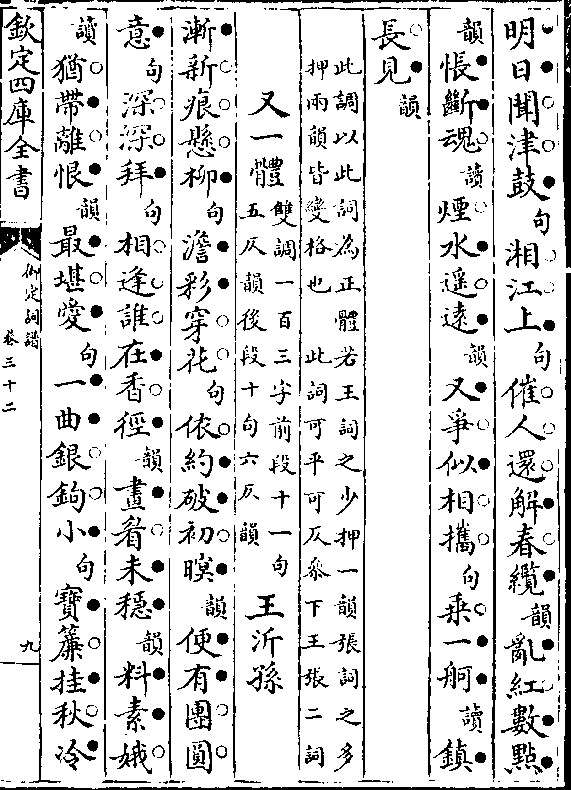 明日聞津鼓句湘江上句催人還解春纜韻亂紅數點
韻悵斷魂讀煙水遥遠韻又爭似相攜句乗一舸讀鎮
長見韻
此調以此詞為正體若王詞之少押一韻張詞之多
押兩韻皆變格也　此詞可平可仄叅下王張二詞
又一體雙調一百三字前段十一句
五仄韻後段十句六仄韻　王沂孫
漸新痕懸柳句澹彩穿花句依約破初暝韻便有團圓
意句深深拜句相逢誰在香徑韻畫眉未穏韻料素娥
讀猶帶離恨韻最堪愛句一曲銀鉤小句寶簾挂秋冷
欽定四庫全書
御定詞譜
卷三十二
九